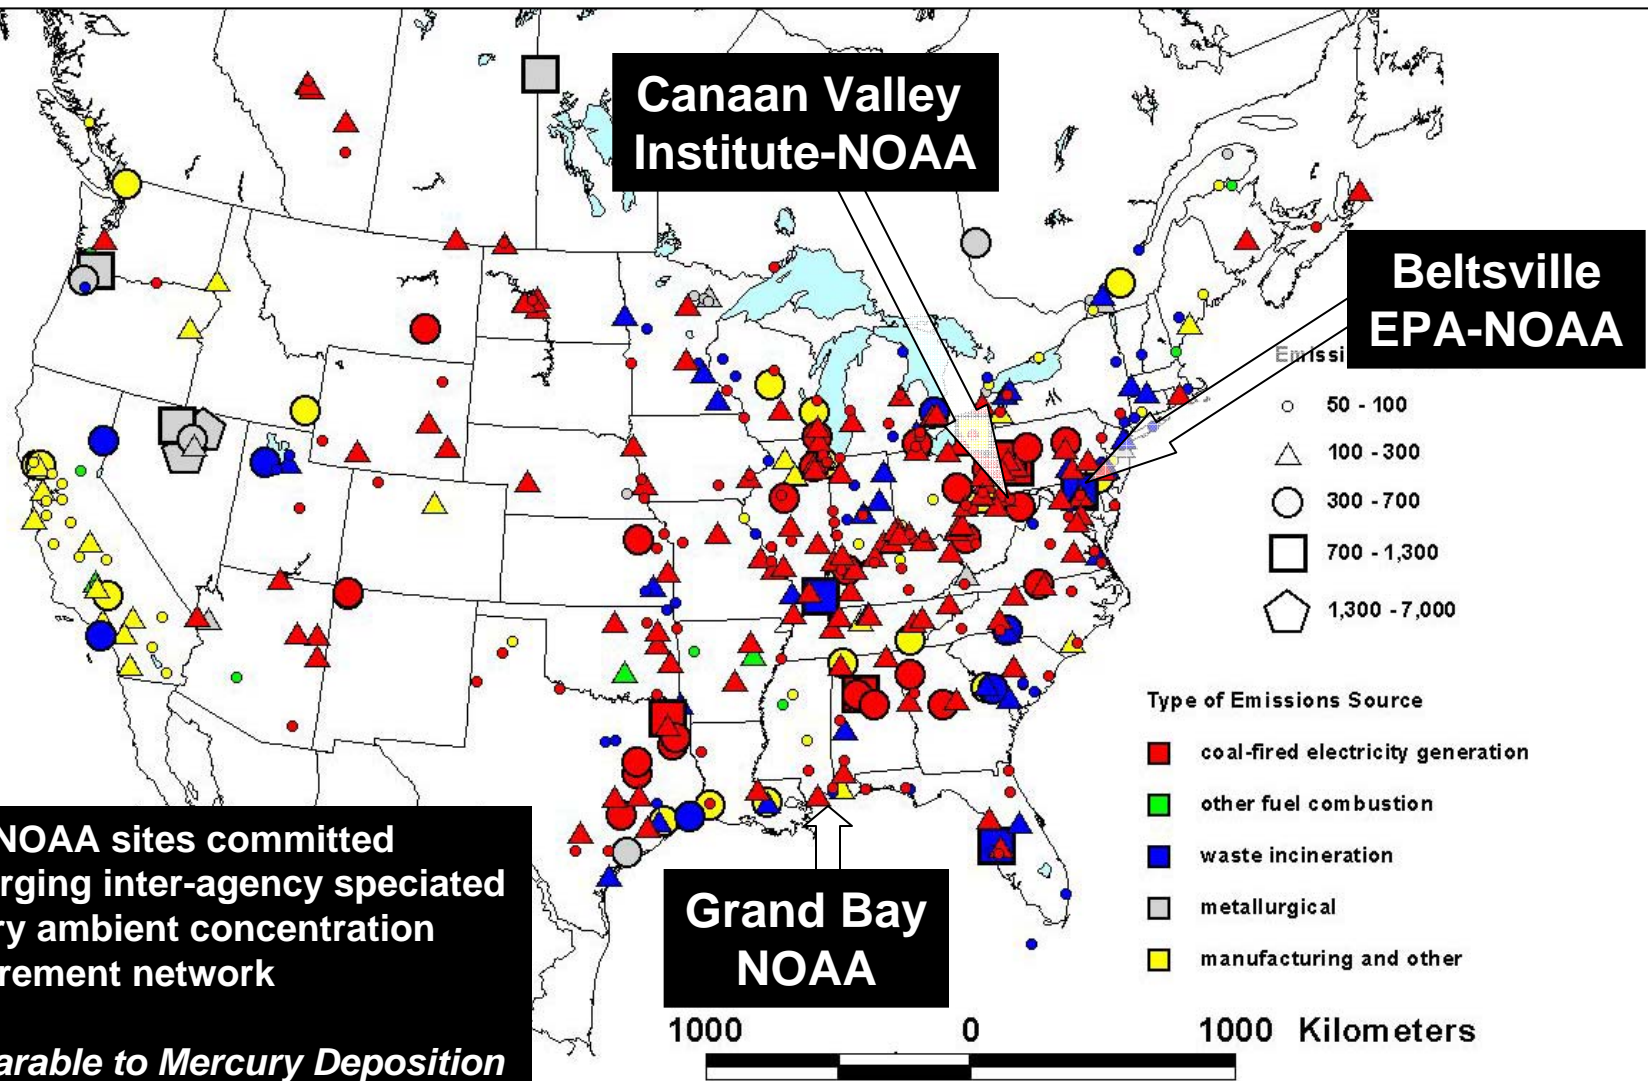 Canaan Valley
Institute-NOAA
Beltsville
EPA-NOAA
50 - 100
100 - 300
300 - 700
700 - 1,300
1,300 - 7,000
Type of Emissions Source
coal-fired electricity generation
other fuel combustion
waste incineration
metallurgical
manufacturing and other
Grand Bay
NOAA
NOAA sites committed
rging inter-agency speciated
ry ambient concentration
rement network
arable to Mercury Deposition
1000 0 1000 Kilometers